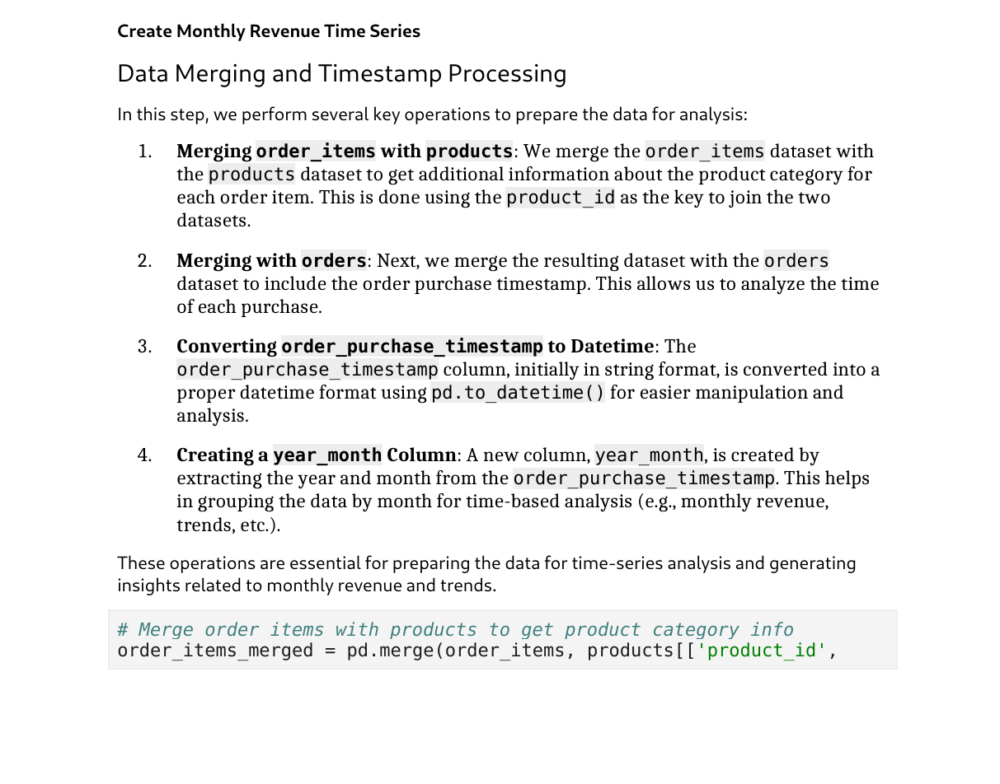 Create Monthly Revenue Time Series
Data Merging and Timestamp Processing
In this step, we perform several key operations to prepare the data for analysis:
1. Merging order_items with products: We merge the order_items dataset with
the products dataset to get additional information about the product category for
each order item. This is done using the product_id as the key to join the two
datasets.
2. Merging with orders: Next, we merge the resulting dataset with the orders
dataset to include the order purchase timestamp. This allows us to analyze the time
of each purchase.
3. Converting order_purchase_timestamp to Datetime: The
order_purchase_timestamp column, initially in string format, is converted into a
proper datetime format using pd.to_datetime() for easier manipulation and
analysis.
4. Creating a year_month Column: A new column, year_month, is created by
extracting the year and month from the order_purchase_timestamp. This helps
in grouping the data by month for time-based analysis (e.g., monthly revenue,
trends, etc.).
These operations are essential for preparing the data for time-series analysis and generating
insights related to monthly revenue and trends.
# Merge order items with products to get product category info
order_items_merged = pd.merge(order_items, products[['product_id',